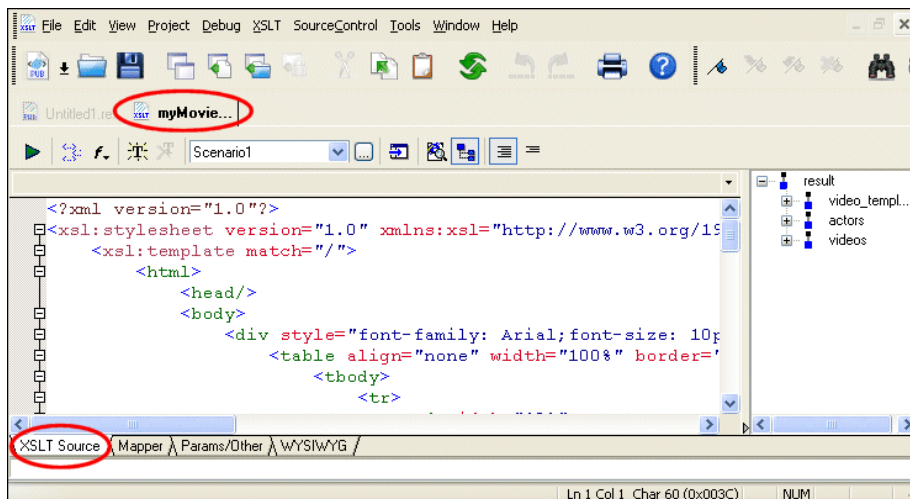 XSLT File Edit View Project Debug XSLT SourceControl Tools Window Help
PUB
Untitled1.re XSLT myMovie...
Scenario1
<?xml version="1.0"?>
<xsl:stylesheet version="1.0" xmlns:xsl="http://www.w3.org/19
<xsl:template match="/">
<html>
<head/>
<body>
<div style="font-family: Arial;font-size: 10p
<table align="none" width="100%" border="
<tbody>
<tr>
result
video_templ...
actors
videos
XSLT Source Mapper Params/Other WYSIWYG
Ln 1 Col 1 Char 60 (0x003C) NUM